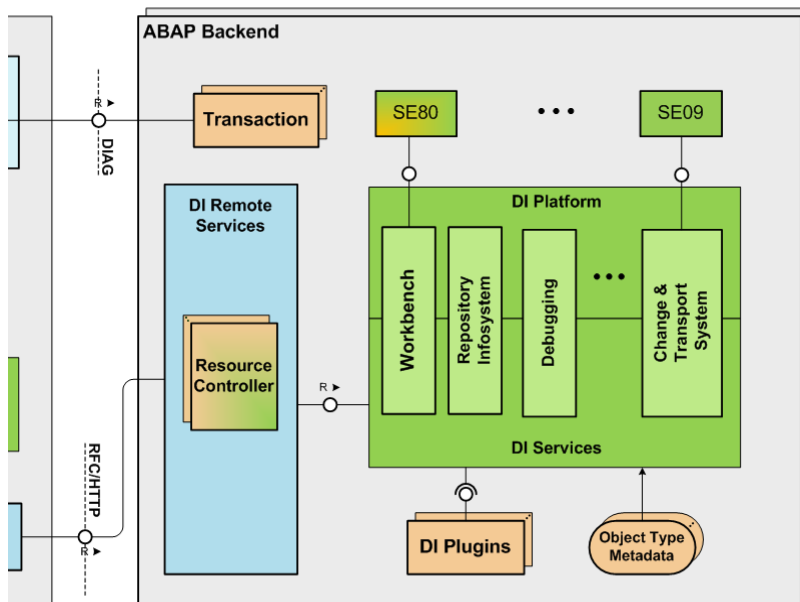 ABAP Backend
R
DIAG
Transaction
SE80
SE09
DI Remote
Services
Resource
Controller
R
RFC/HTTP
R
DI Platform
Workbench
Repository
Infosystem
Debugging
Change &
Transport
System
DI Services
DI Plugins
Object Type
Metadata